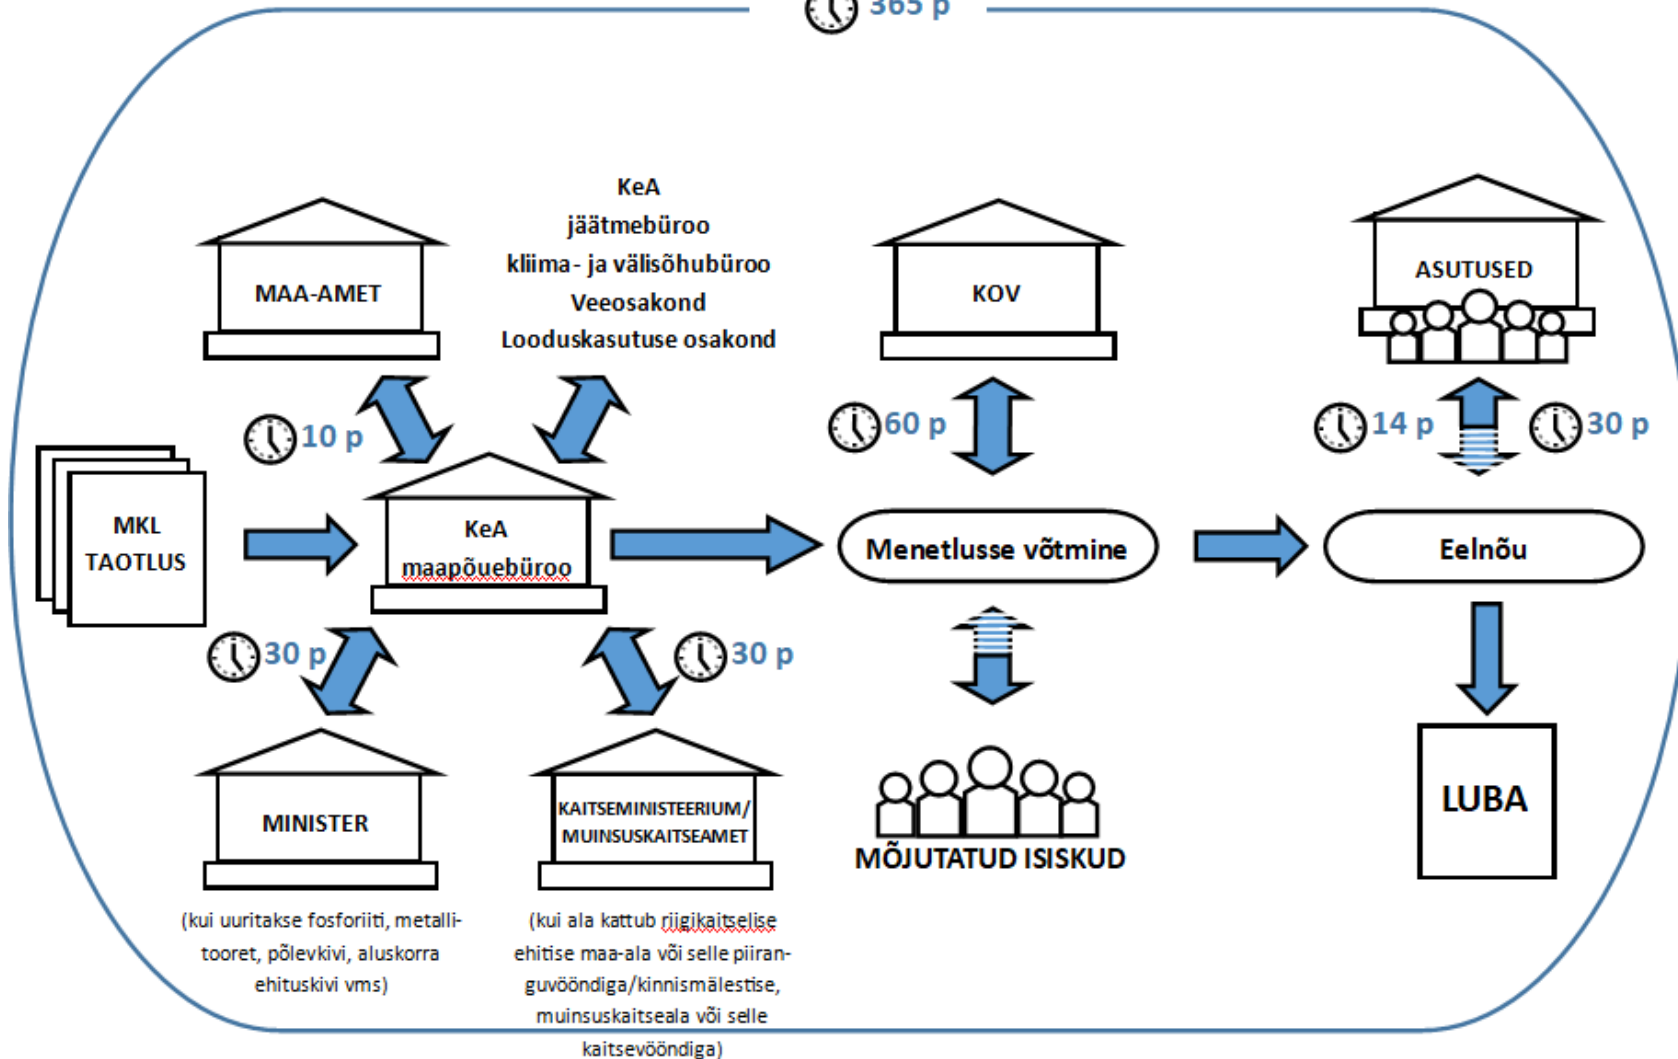 365 p
KeA
jäätmebüroo
kliima- ja välisõhubüroo
Veeosakond
Looduskasutuse osakond
MAA-AMET
KOV
ASUTUSED
10 p
60 p
14 p
30 p
MKL
TAOTLUS
KeA
maapõuebüroo
Menetlusse võtmine
Eelnõu
30 p
30 p
MINISTER
KAITSEMINISTEERIUM/
MUINSUSKAITSEAMET
MÕJUTATUD ISISKUD
LUBA
(kui uuritakse fosforiiti, metalli-
tooret, põlevkivi, aluskorra
ehituskivi vms)
(kui ala kattub riigikaitselise
ehitise maa-ala või selle piiran-
guvööndiga/kinnismälestise,
muinsuskaitseala või selle
kaitsevööndiga)